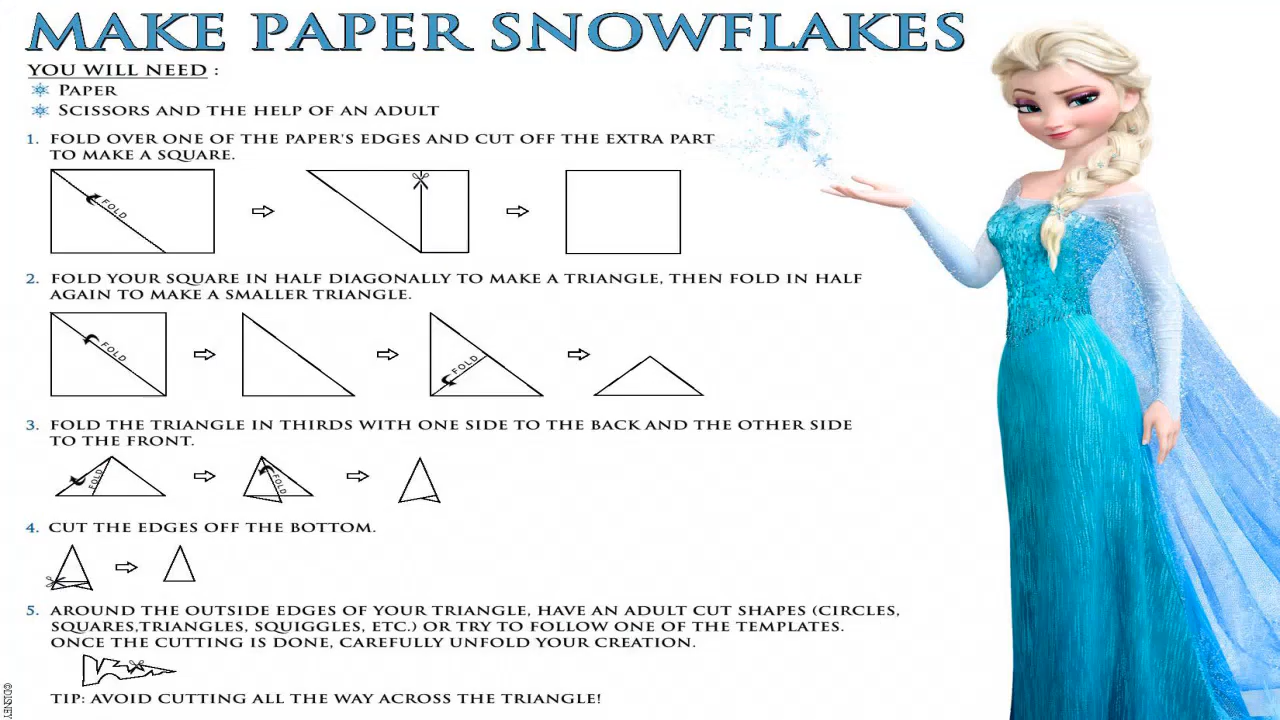 MAKE PAPER SNOWFLAKES
YOU WILL NEED :
PAPER
SCISSORS AND THE HELP OF AN ADULT
1. FOLD OVER ONE OF THE PAPER'S EDGES AND CUT OFF THE EXTRA PART
TO MAKE A SQUARE.
FOLD
2. FOLD YOUR SQUARE IN HALF DIAGONALLY TO MAKE A TRIANGLE, THEN FOLD IN HALF
AGAIN TO MAKE A SMALLER TRIANGLE.
FOLD
FOLD
3. FOLD THE TRIANGLE IN THIRDS WITH ONE SIDE TO THE BACK AND THE OTHER SIDE
TO THE FRONT.
FOLD
FOLD
4. CUT THE EDGES OFF THE BOTTOM.
5. AROUND THE OUTSIDE EDGES OF YOUR TRIANGLE, HAVE AN ADULT CUT SHAPES (CIRCLES,
SQUARES,TRIANGLES, SQUIGGLES, ETC.) OR TRY TO FOLLOW ONE OF THE TEMPLATES.
ONCE THE CUTTING IS DONE, CAREFULLY UNFOLD YOUR CREATION.
TIP: AVOID CUTTING ALL THE WAY ACROSS THE TRIANGLE!
©DISNEY